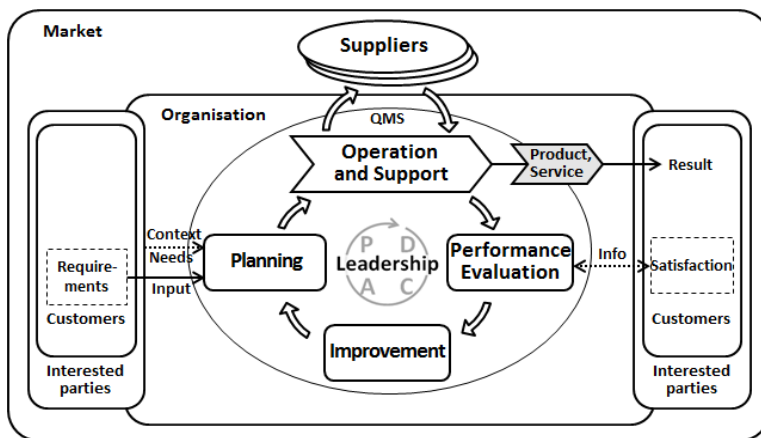 Market
Suppliers
Organisation
QMS
Operation
and Support
Product,
Service
Result
Context
Needs
Input
Require-
ments
Customers
Interested
parties
Planning
P D
Leadership
A C
Performance
Evaluation
Info
Satisfaction
Customers
Improvement
Interested
parties